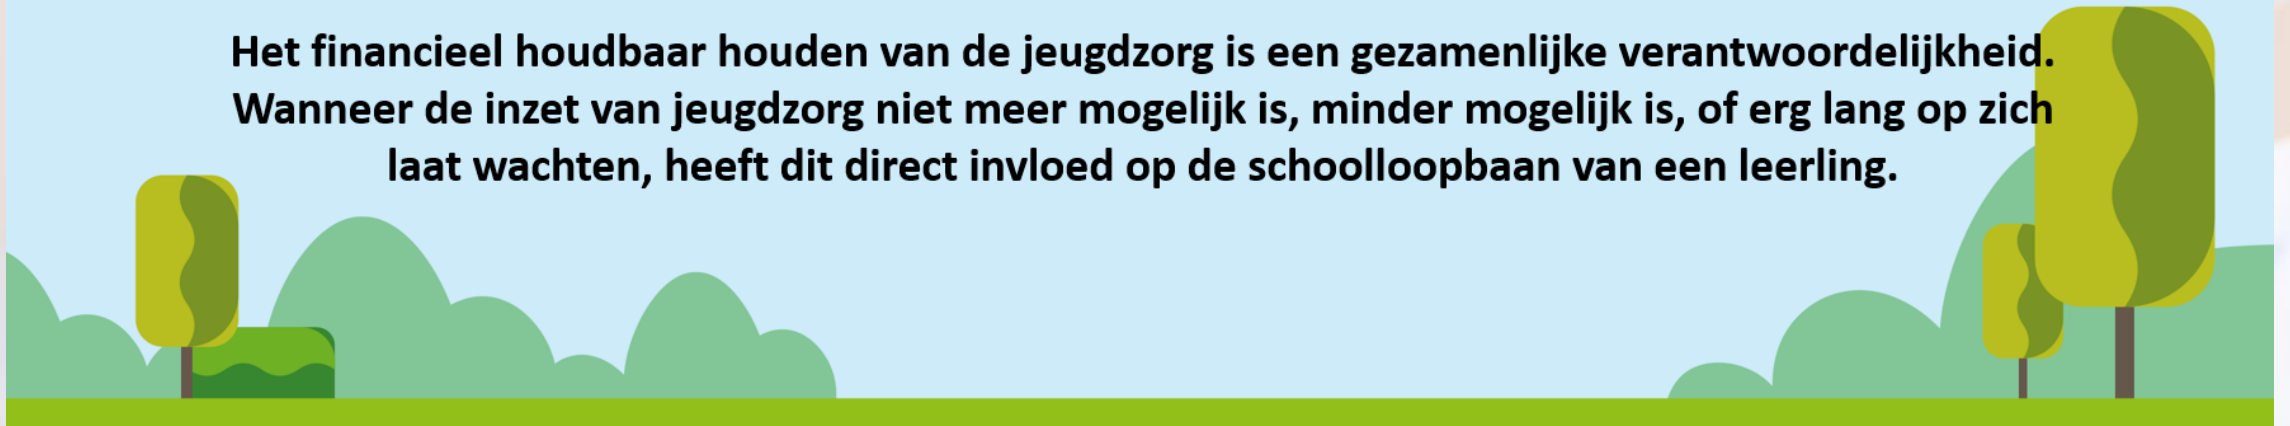 Het financieel houdbaar houden van de jeugdzorg is een gezamenlijke verantwoordelijkheid.
Wanneer de inzet van jeugdzorg niet meer mogelijk is, minder mogelijk is, of erg lang op zich
laat wachten, heeft dit direct invloed op de schoolloopbaan van een leerling.